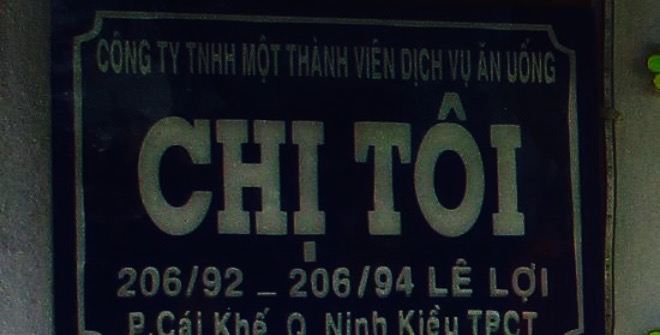 CÔNG TY TNHH MỘT THÀNH VIÊN DỊCH VỤ ĂN UỐNG
CHỊ TÔI
206/92 _ 206/94 LÊ LỢI
P.Cái Khế Q. Ninh Kiều TPCT